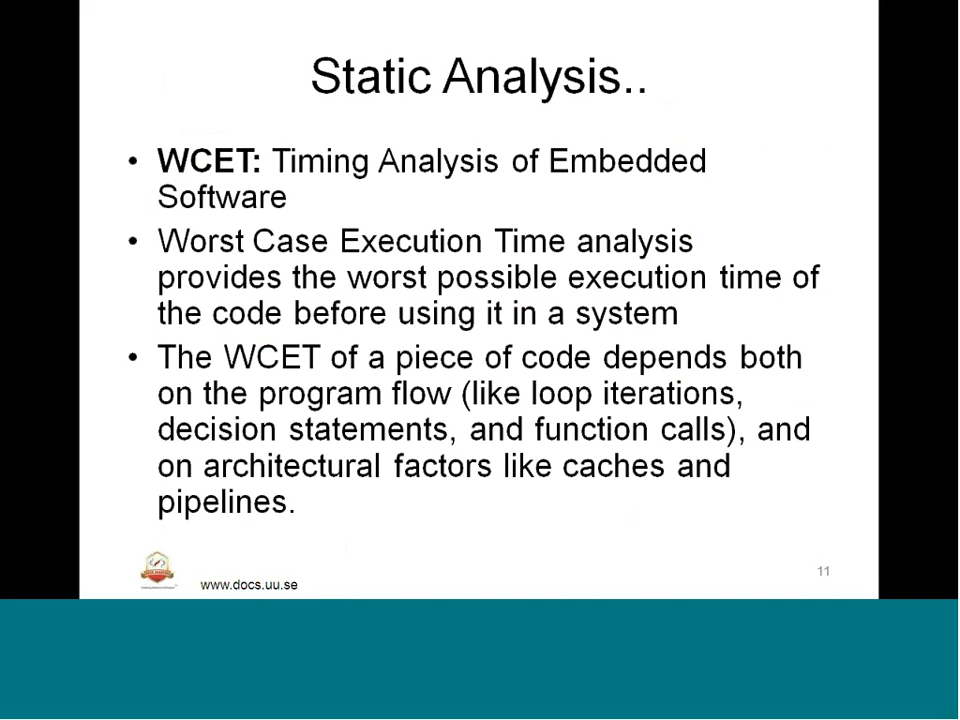 Static Analysis..
• WCET: Timing Analysis of Embedded
Software
• Worst Case Execution Time analysis
provides the worst possible execution time of
the code before using it in a system
• The WCET of a piece of code depends both
on the program flow (like loop iterations,
decision statements, and function calls), and
on architectural factors like caches and
pipelines.
www.docs.uu.se
11